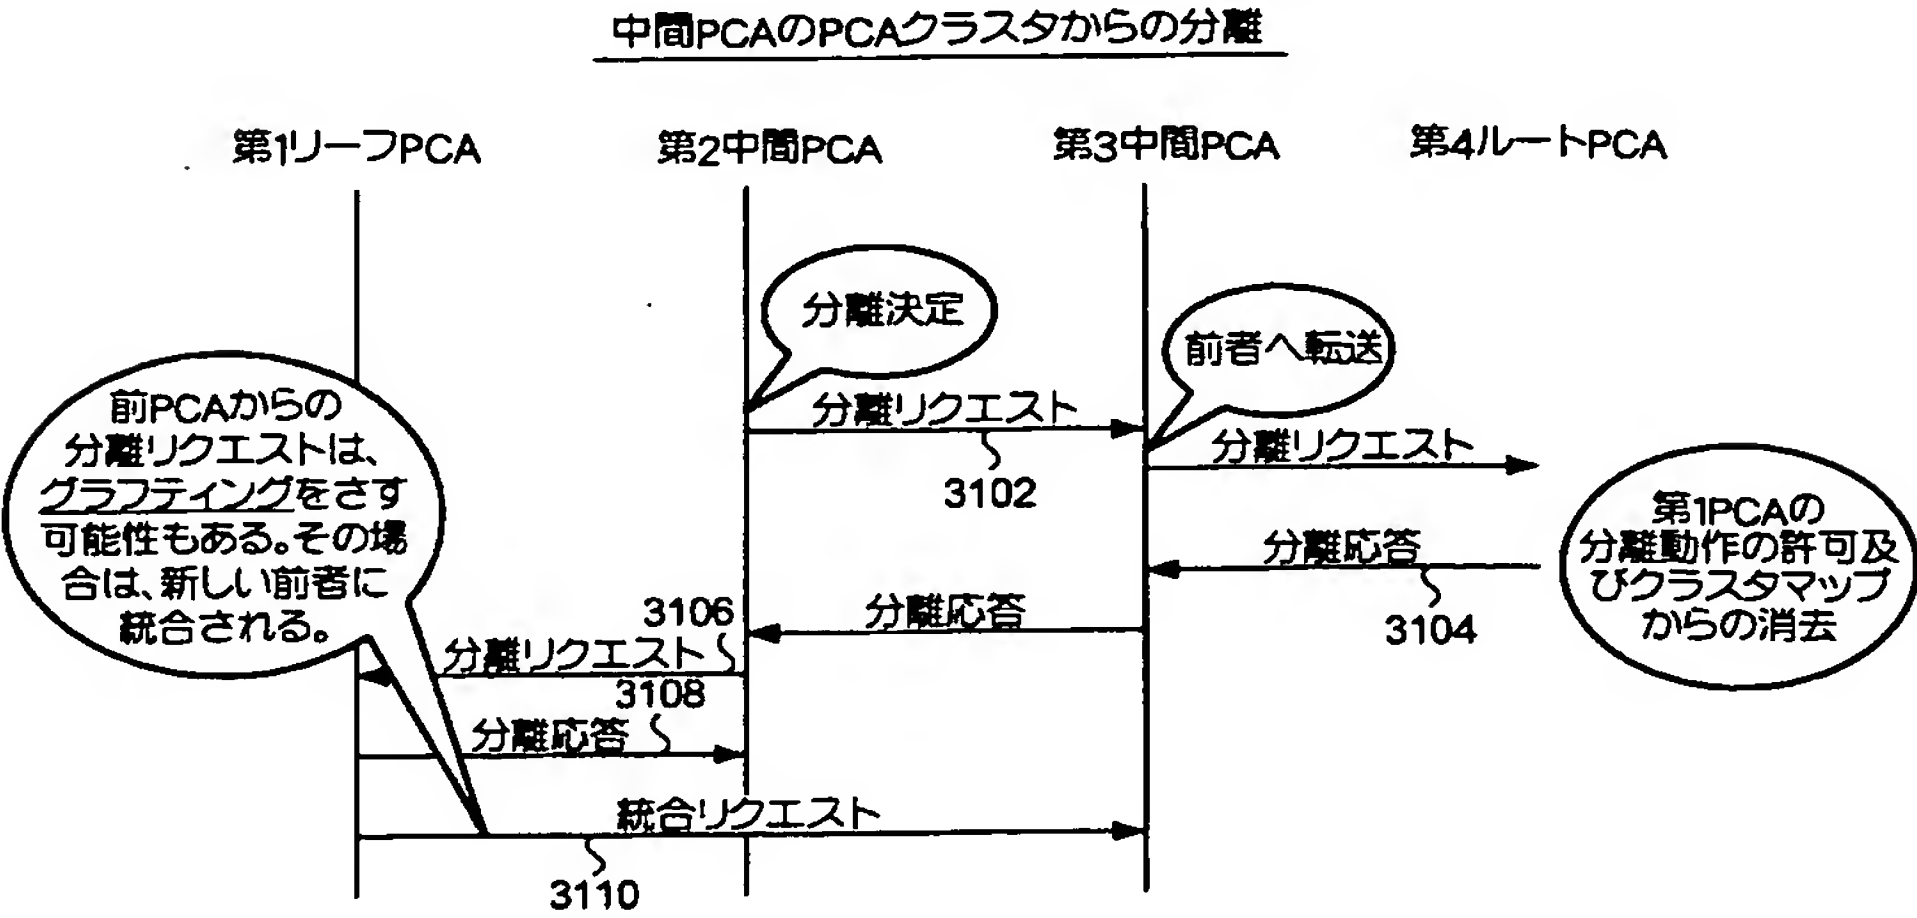 中間PCAのPCAクラスタからの分離
第1リーフPCA
第2中間PCA
第3中間PCA
第4ルートPCA
分離決定
前者へ転送
前PCAからの
分離リクエストは、
グラフティングをさす
可能性もある。その場
合は、新しい前者に
統合される。
分離リクエスト
3102
分離リクエスト
第1PCAの
分離動作の許可及
びクラスタマップ
からの消去
分離応答
3104
分離応答
3106
分離リクエスト
3108
分離応答
統合リクエスト
3110